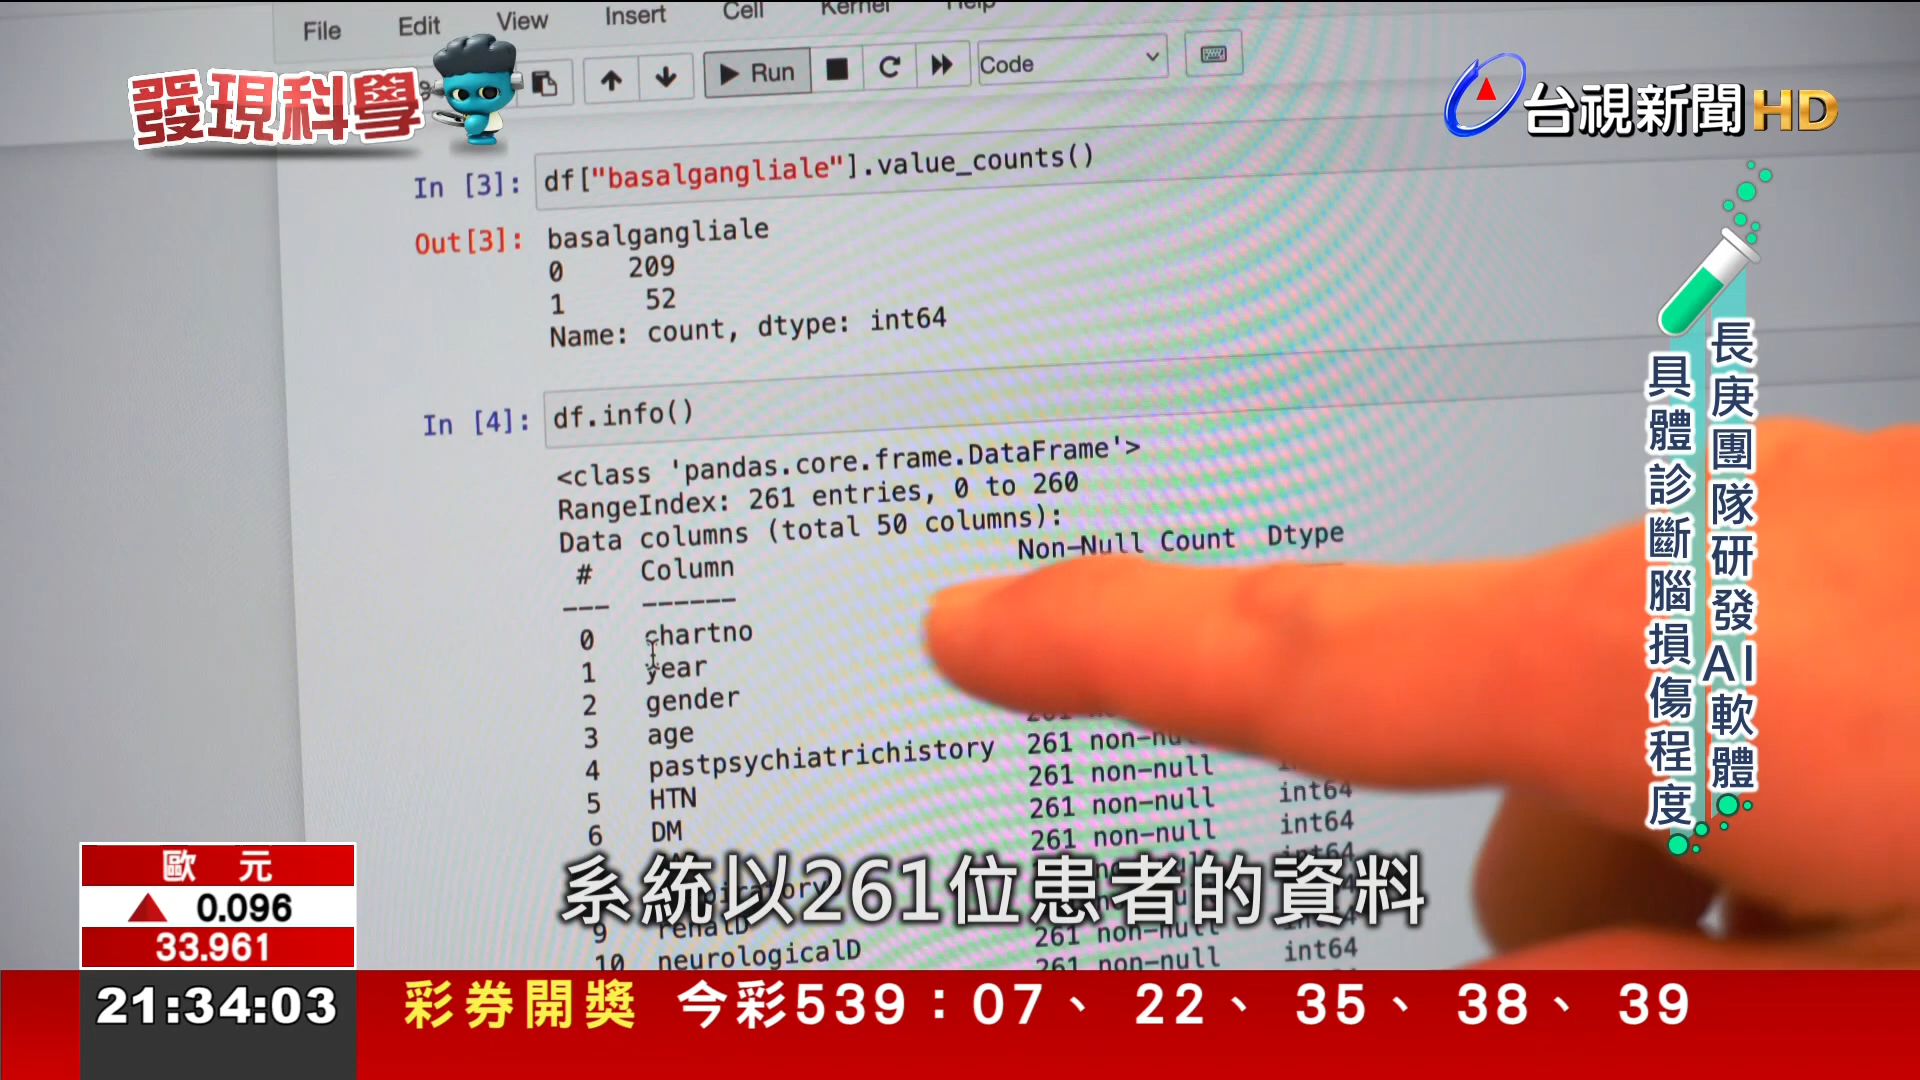 File Edit View Insert Cell Kernel Help
Run Code
發現科學
台視新聞HD
In [3]: df["basalgangliale"].value_counts()
Out[3]: basalgangliale
0 209
1 52
Name: count, dtype: int64
In [4]: df.info()
<class 'pandas.core.frame.DataFrame'>
RangeIndex: 261 entries, 0 to 260
Data columns (total 50 columns):
# Column Non-Null Count Dtype
--- ------
0 chartno
1 year
2 gender
3 age
4 pastpsychiatrichistory 261 non-null
5 HTN 261 non-null int64
6 DM 261 non-null int64
9 renalD 261 non-null int64
10 neurologicalD 261 non-null int64
長庚團隊研發AI軟體
具體診斷腦損傷程度
系統以261位患者的資料
歐元
▲ 0.096
33.961
21:34:03
彩券開獎 今彩539：07、22、35、38、39